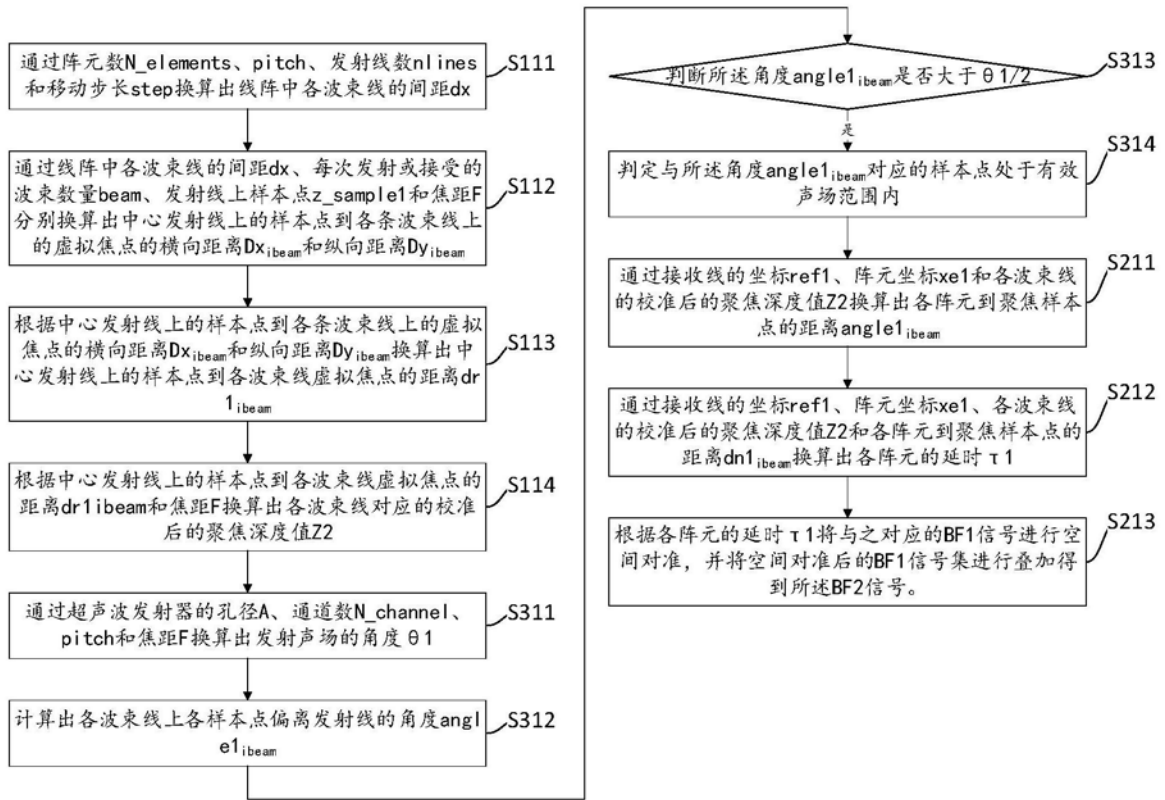 通过阵元数N_elements、pitch、发射线数nlines
和移动步长step换算出线阵中各波束线的间距dx
S111
通过线阵中各波束线的间距dx、每次发射或接受的
波束数量beam、发射线上样本点z_sample1和焦距F
分别换算出中心发射线上的样本点到各条波束线上
的虚拟焦点的横向距离Dxibeam和纵向距离Dyibeam
S112
根据中心发射线上的样本点到各条波束线上的虚拟
焦点的横向距离Dxibeam和纵向距离Dyibeam换算出中
心发射线上的样本点到各波束线虚拟焦点的距离dr
1ibeam
S113
根据中心发射线上的样本点到各波束线虚拟焦点的
距离dr1ibeam和焦距F换算出各波束线对应的校准
后的聚焦深度值Z2
S114
通过超声波发射器的孔径A、通道数N_channel、
pitch和焦距F换算出发射声场的角度θ1
S311
计算出各波束线上各样本点偏离发射线的角度angl
e1ibeam
S312
判断所述角度angle1ibeam是否大于θ1/2
S313
是
判定与所述角度angle1ibeam对应的样本点处于有效
声场范围内
S314
通过接收线的坐标ref1、阵元坐标xe1和各波束线
的校准后的聚焦深度值Z2换算出各阵元到聚焦样本
点的距离angle1ibeam
S211
通过接收线的坐标ref1、阵元坐标xe1、各波束线
的校准后的聚焦深度值Z2和各阵元到聚焦样本点的
距离dn1ibeam换算出各阵元的延时τ1
S212
根据各阵元的延时τ1将与之对应的BF1信号进行空
间对准，并将空间对准后的BF1信号集进行叠加得
到所述BF2信号。
S213